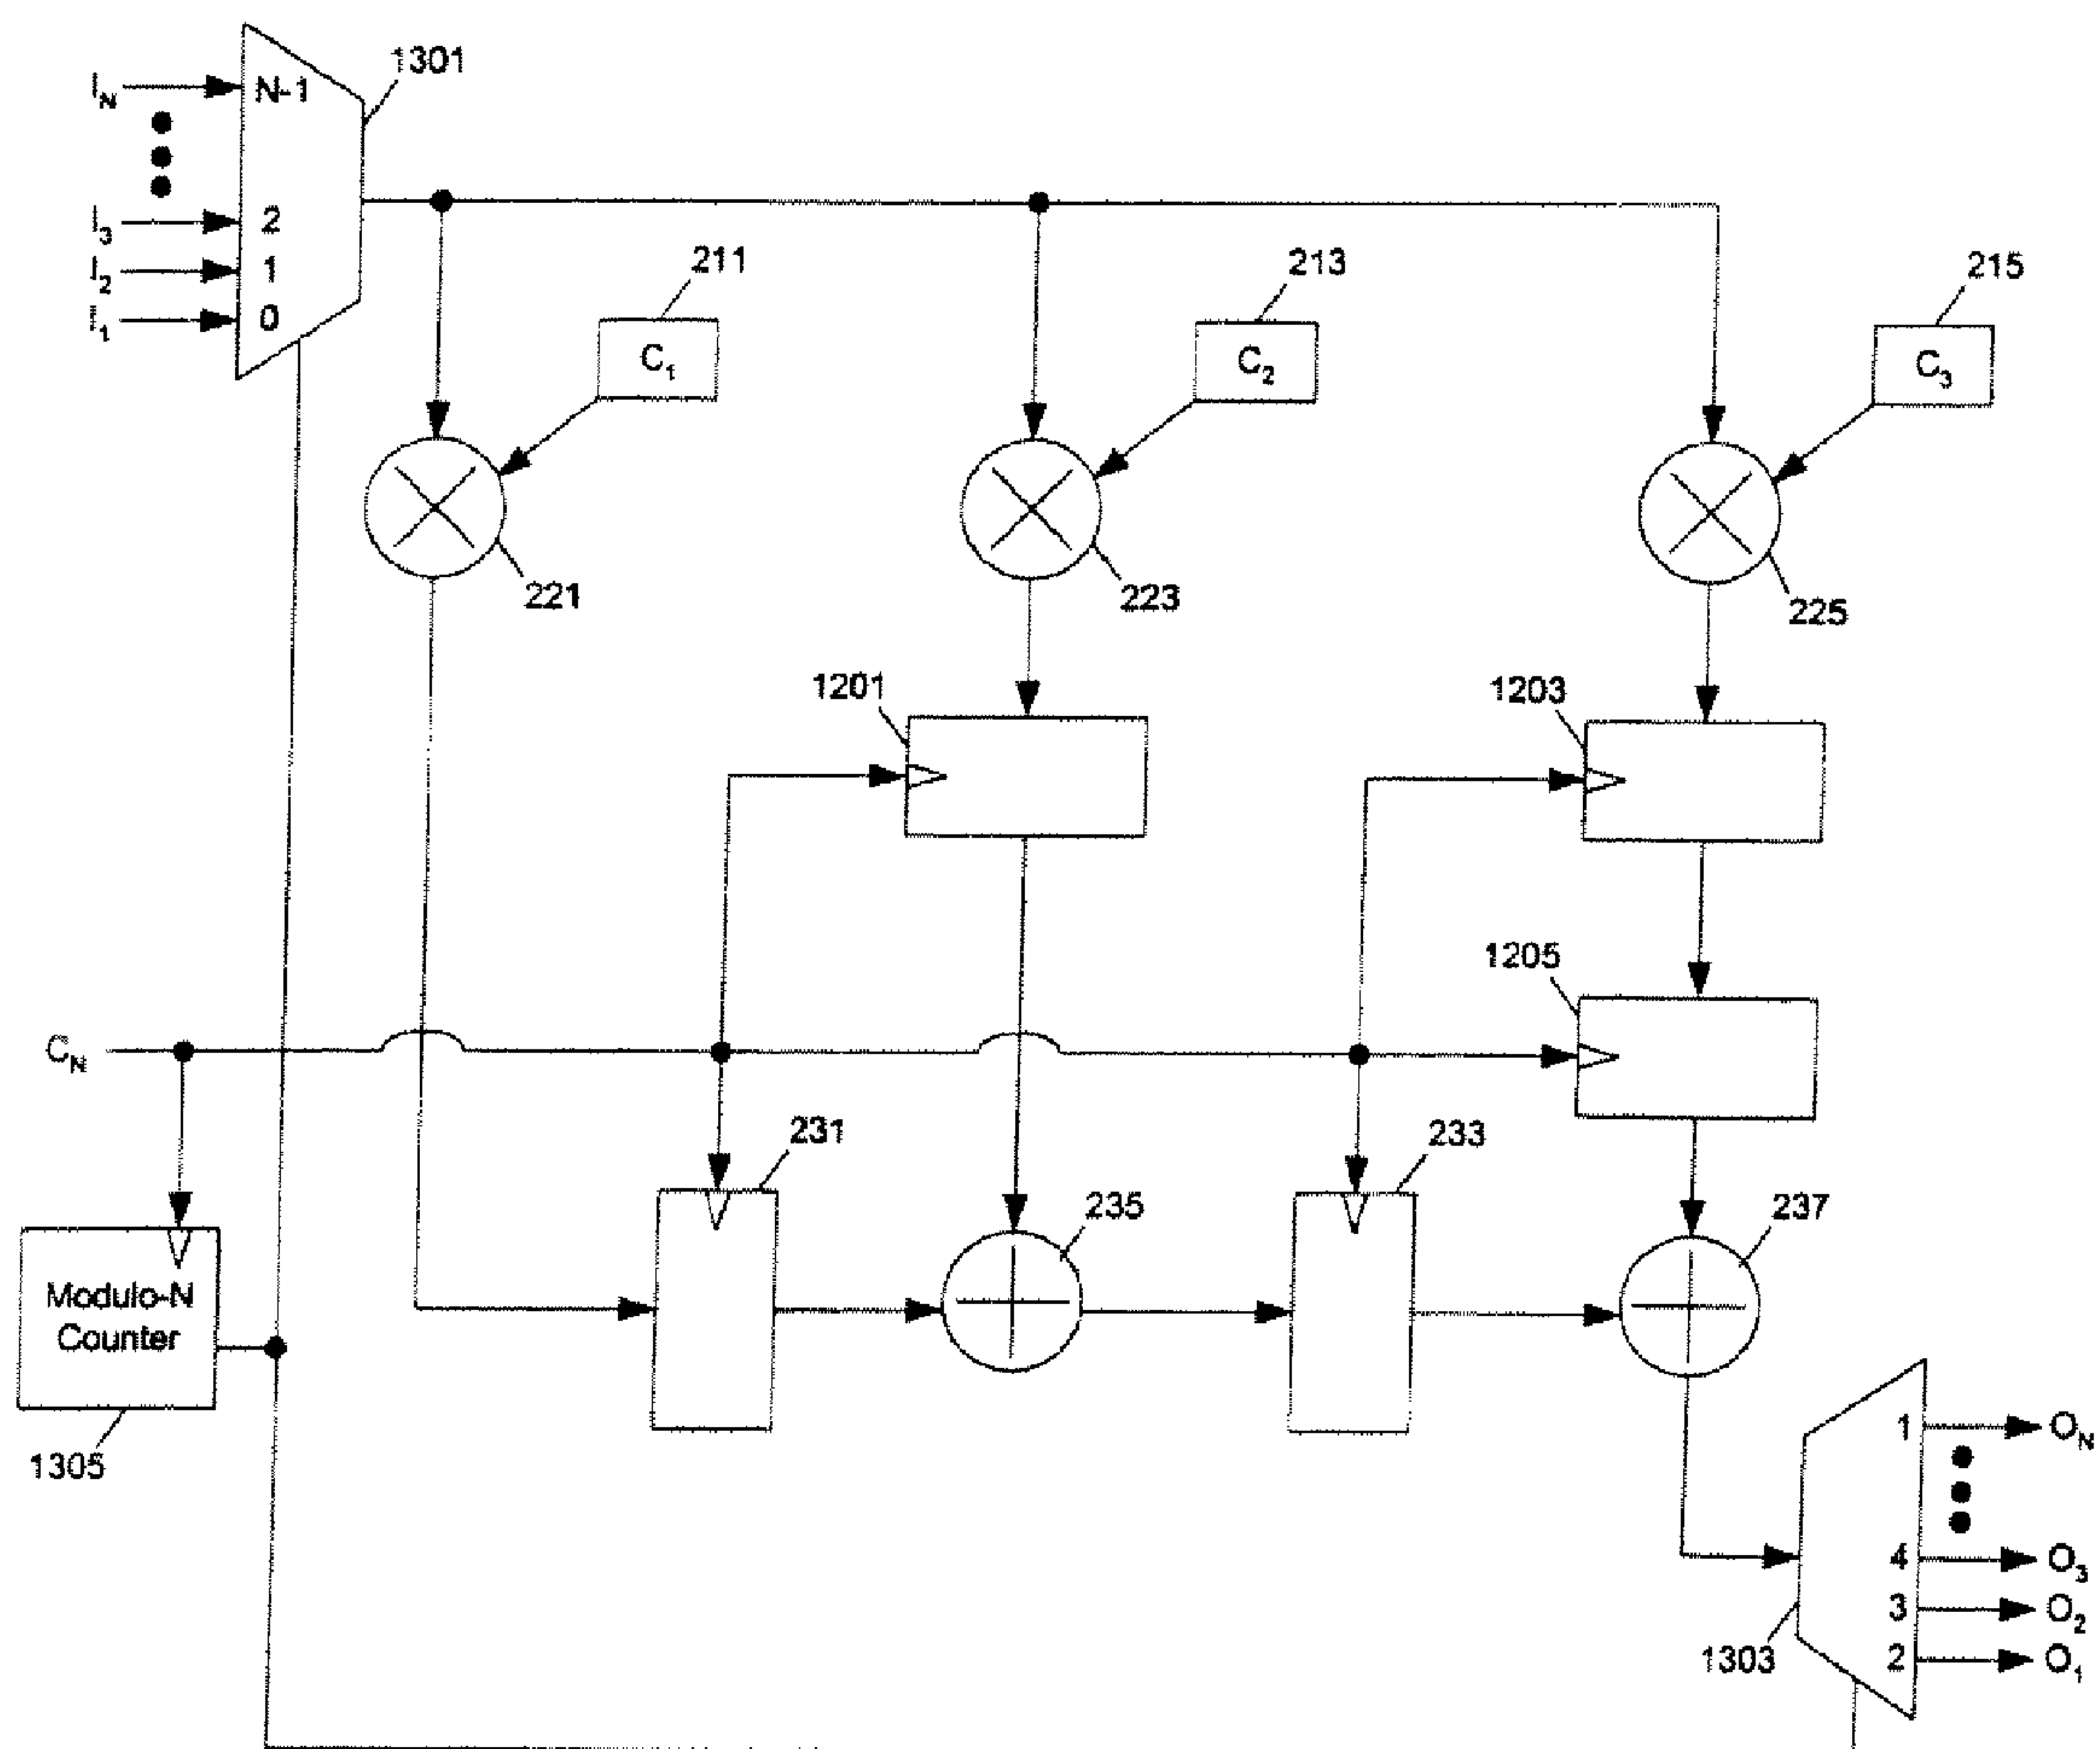 1301
I_N N-1
I_3 2
I_2 1
I_1 0
211
C_1
213
C_2
215
C_3
221
223
225
1201
1203
1205
C_N
231
233
235
237
Modulo-N
Counter
1305
1 O_N
4 O_3
3 O_2
2 O_1
1303